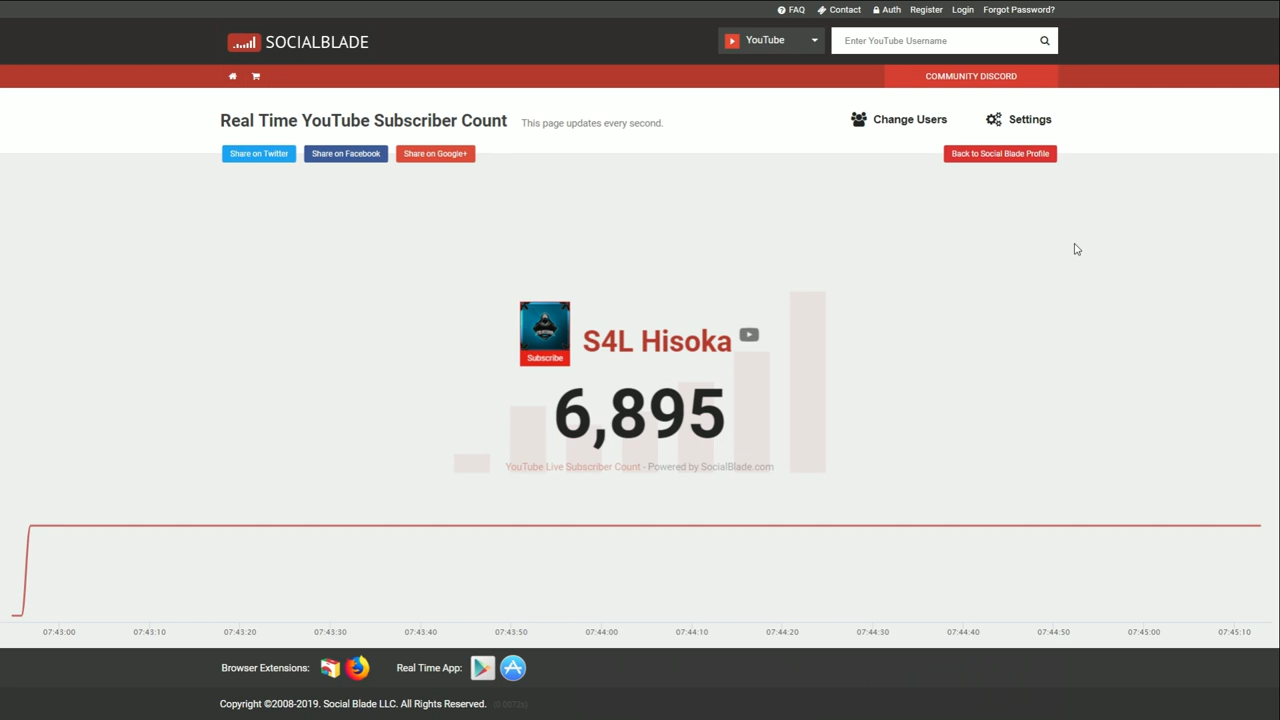 FAQ Contact Auth Register Login Forgot Password?
SOCIALBLADE
YouTube
Enter YouTube Username
COMMUNITY DISCORD
Real Time YouTube Subscriber Count This page updates every second.
Change Users Settings
Share on Twitter Share on Facebook Share on Google+
Back to Social Blade Profile
S4L Hisoka
Subscribe
6,895
YouTube Live Subscriber Count - Powered by SocialBlade.com
07:43:00 07:43:10 07:43:20 07:43:30 07:43:40 07:43:50 07:44:00 07:44:10 07:44:20 07:44:30 07:44:40 07:44:50 07:45:00 07:45:10
Browser Extensions: Real Time App:
Copyright ©2008-2019. Social Blade LLC. All Rights Reserved. (0.0072s)